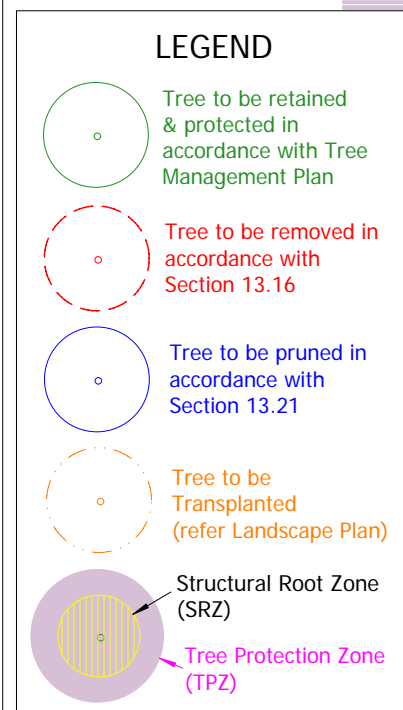 LEGEND
Tree to be retained
& protected in
accordance with Tree
Management Plan
Tree to be removed in
accordance with
Section 13.16
Tree to be pruned in
accordance with
Section 13.21
Tree to be
Transplanted
(refer Landscape Plan)
Structural Root Zone
(SRZ)
Tree Protection Zone
(TPZ)